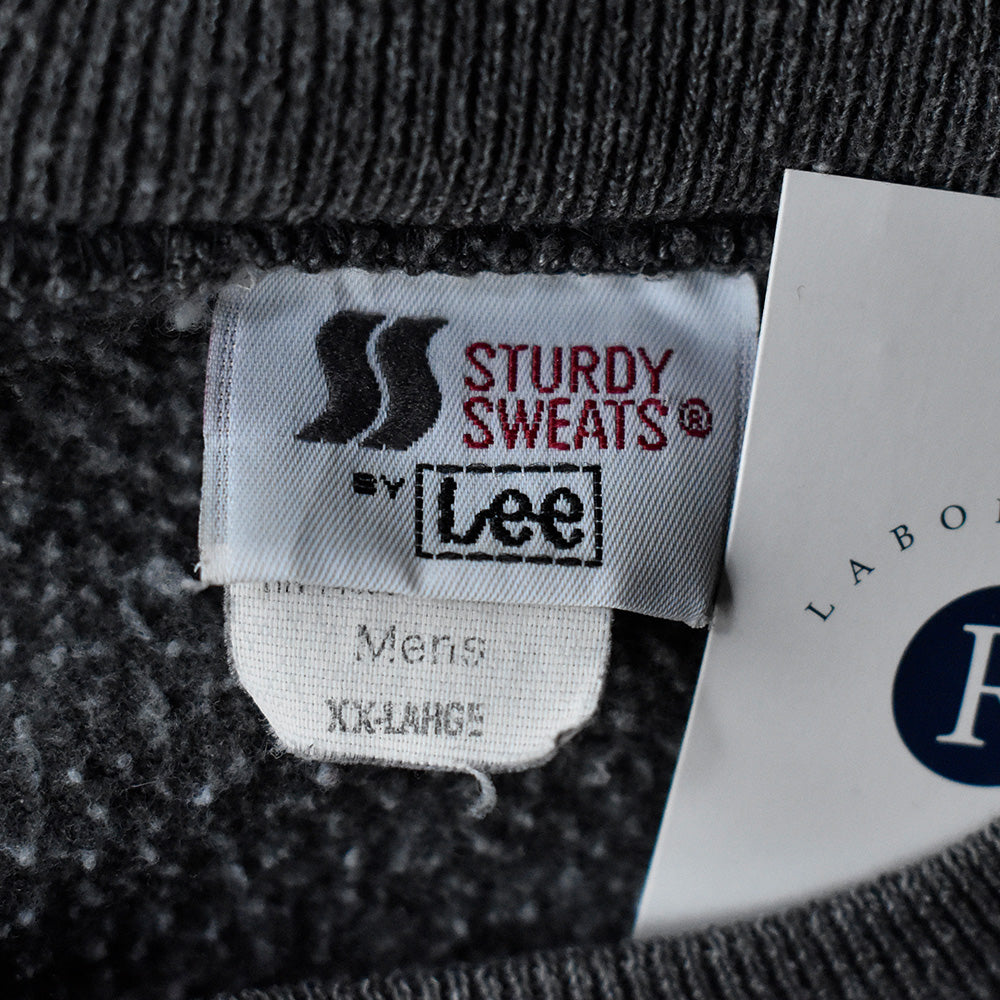 STURDY
SWEATS®
BY Lee
Mens
XX-LARGE
LABO